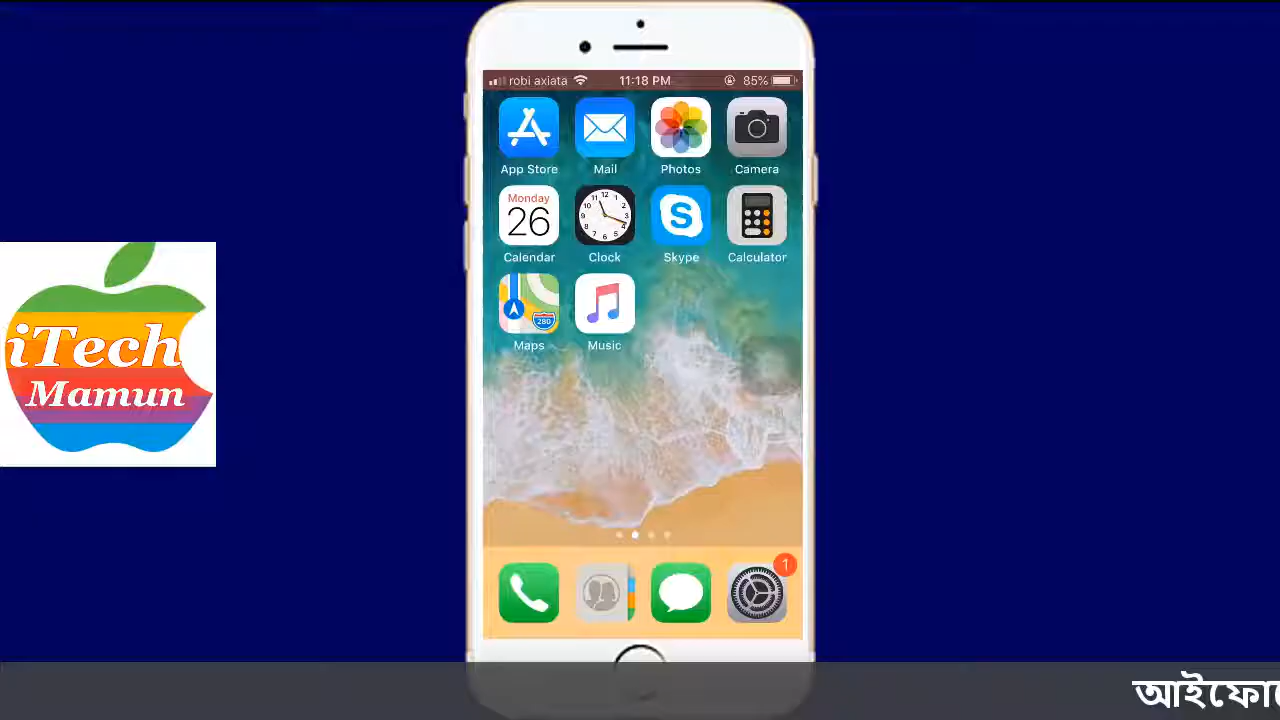 robi axiata 11:18 PM 85%
App Store Mail Photos Camera
Monday
26
Calendar Clock Skype Calculator
280
Maps Music
1
iTech
Mamun